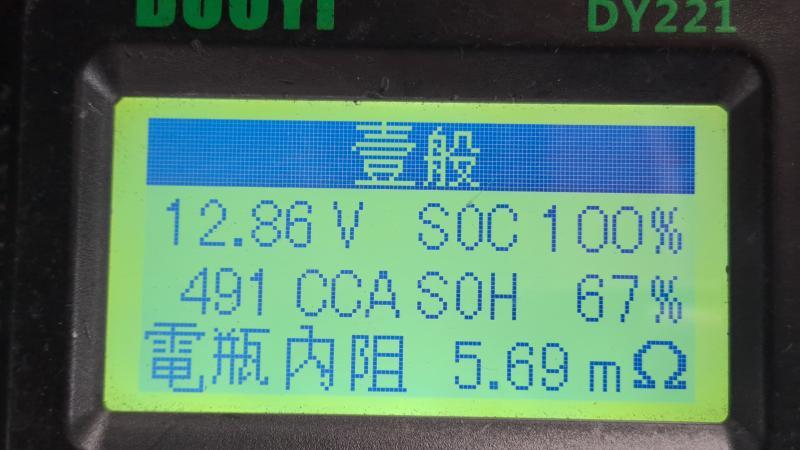 DUOYI DY221
壹般
12.86 V SOC 100%
491 CCA SOH 67%
電瓶內阻 5.69 mΩ